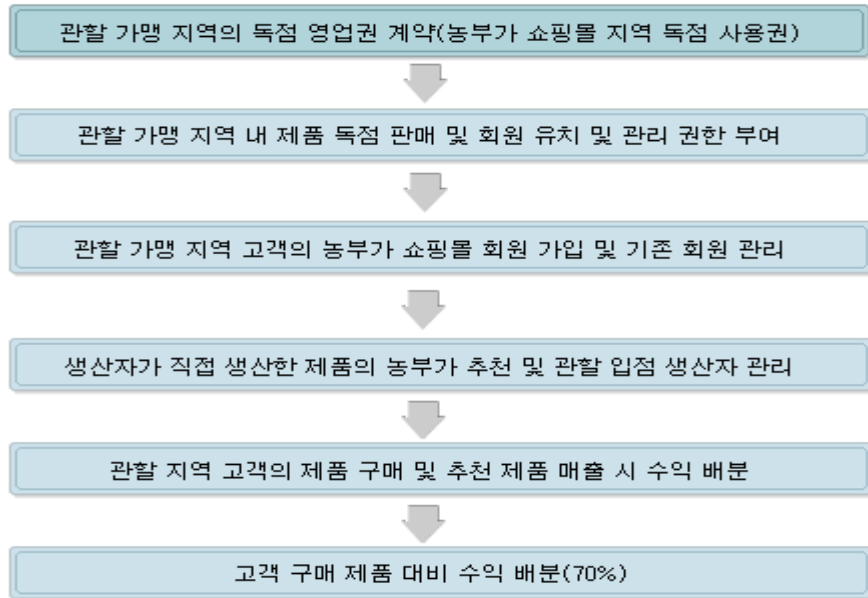 관할 가맹 지역의 독점 영업권 계약(농부가 쇼핑몰 지역 독점 사용권)
관할 가맹 지역 내 제품 독점 판매 및 회원 유치 및 관리 권한 부여
관할 가맹 지역 고객의 농부가 쇼핑몰 회원 가입 및 기존 회원 관리
생산자가 직접 생산한 제품의 농부가 추천 및 관할 입점 생산자 관리
관할 지역 고객의 제품 구매 및 추천 제품 매출 시 수익 배분
고객 구매 제품 대비 수익 배분(70%)